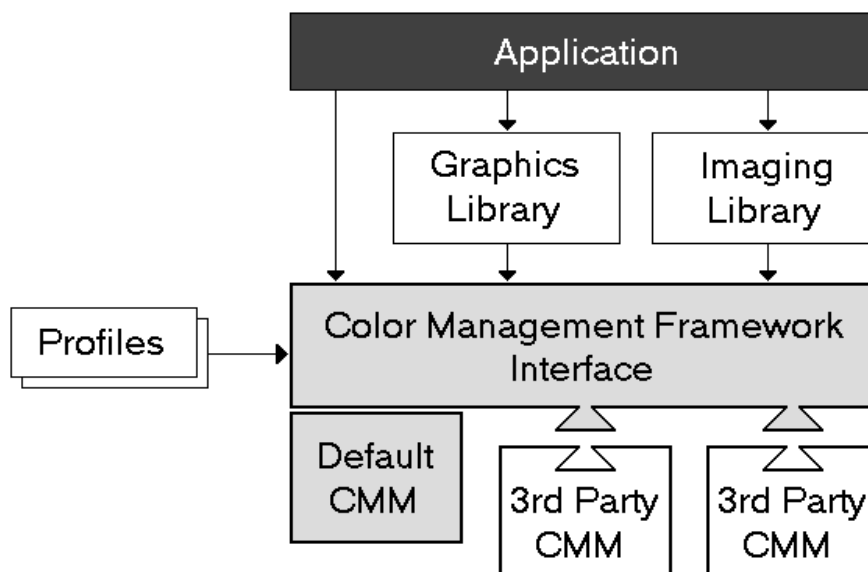 Application
Graphics
Library
Imaging
Library
Profiles
Color Management Framework
Interface
Default
CMM
3rd Party
CMM
3rd Party
CMM